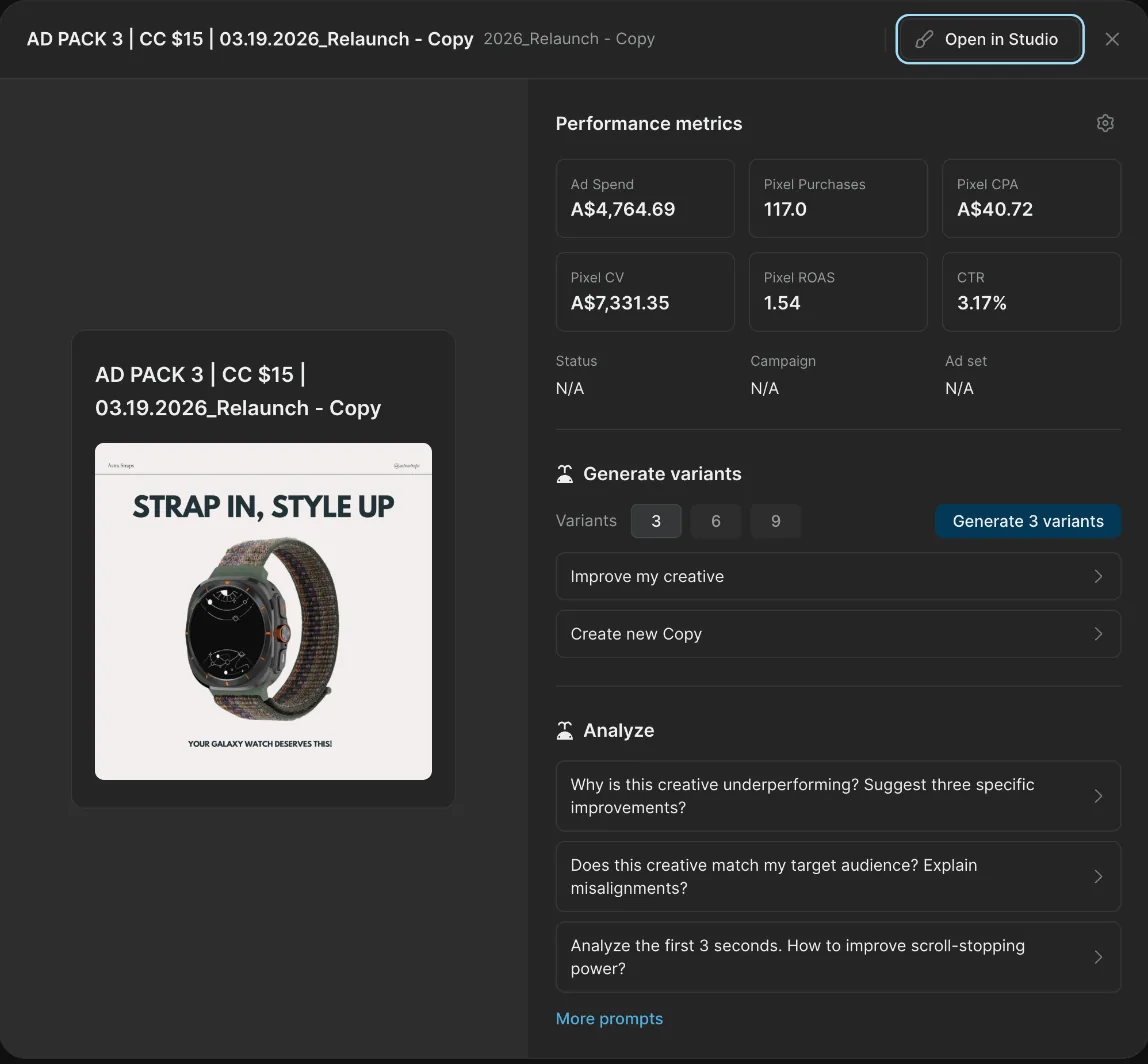 AD PACK 3 | CC $15 | 03.19.2026_Relaunch - Copy 2026_Relaunch - Copy
Open in Studio
AD PACK 3 | CC $15 |
03.19.2026_Relaunch - Copy
STRAP IN, STYLE UP
YOUR GALAXY WATCH DESERVES THIS!
Performance metrics
Ad Spend
A$4,764.69
Pixel Purchases
117.0
Pixel CPA
A$40.72
Pixel CV
A$7,331.35
Pixel ROAS
1.54
CTR
3.17%
Status
N/A
Campaign
N/A
Ad set
N/A
Generate variants
Variants 3 6 9 Generate 3 variants
Improve my creative
Create new Copy
Analyze
Why is this creative underperforming? Suggest three specific
improvements?
Does this creative match my target audience? Explain
misalignments?
Analyze the first 3 seconds. How to improve scroll-stopping
power?
More prompts